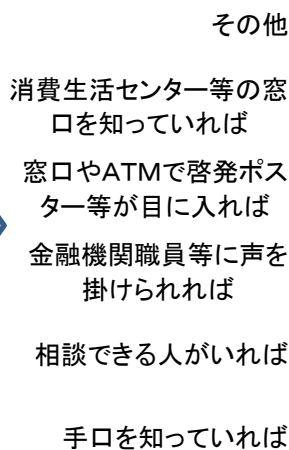 その他
消費生活センター等の窓
口を知っていれば
窓口やATMで啓発ポス
ター等が目に入れば
金融機関職員等に声を
掛けられれば
相談できる人がいれば
手口を知っていれば